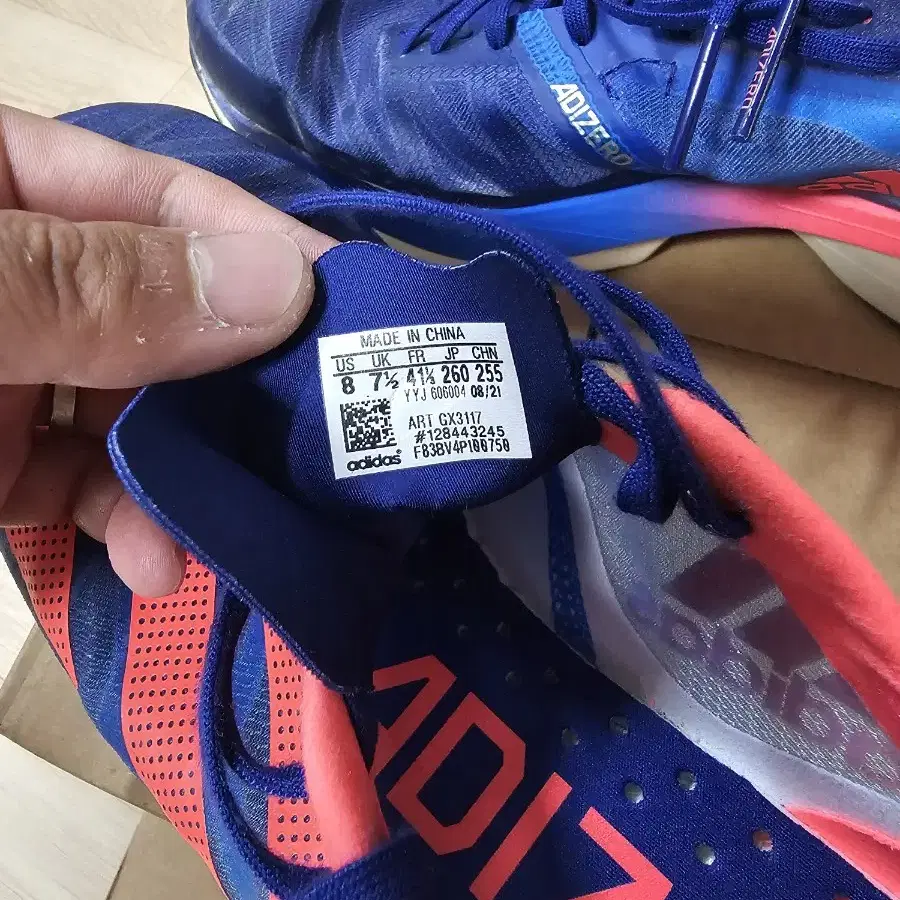 ADIZERO
ADIZERO
MADE IN CHINA
US UK FR JP CHN
8 7½ 41⅓ 260 255
YYJ 606004 08/21
ART GX3117
#128443245
F83BV4P100750
adidas
ADIZ